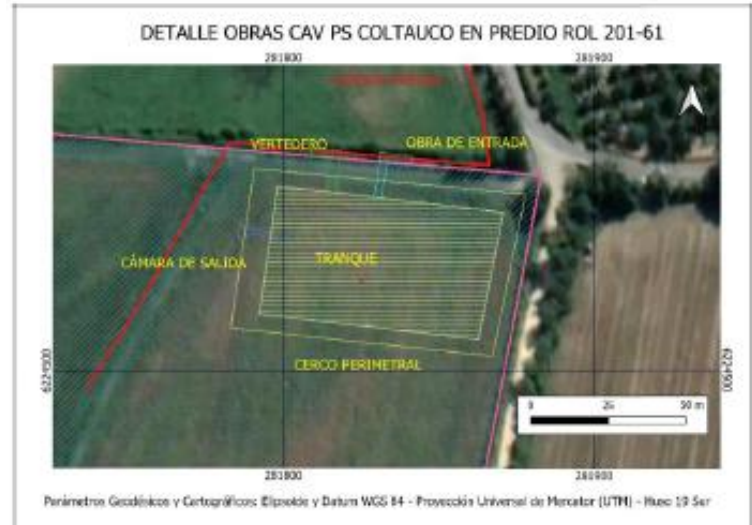 DETALLE OBRAS CAV PS COLTAUCO EN PREDIO ROL 201-61
281800 281900
VERTEDERO OBRA DE ENTRADA
CÁMARA DE SALIDA TRANQUE
CERCO PERIMETRAL
6224500 6224500
0 25 50 m
281800 281900
Parámetros Geodésicos y Cartográficos: Elipsoide y Datum WGS 84 - Proyección Universal de Mercator (UTM) - Huso 19 Sur